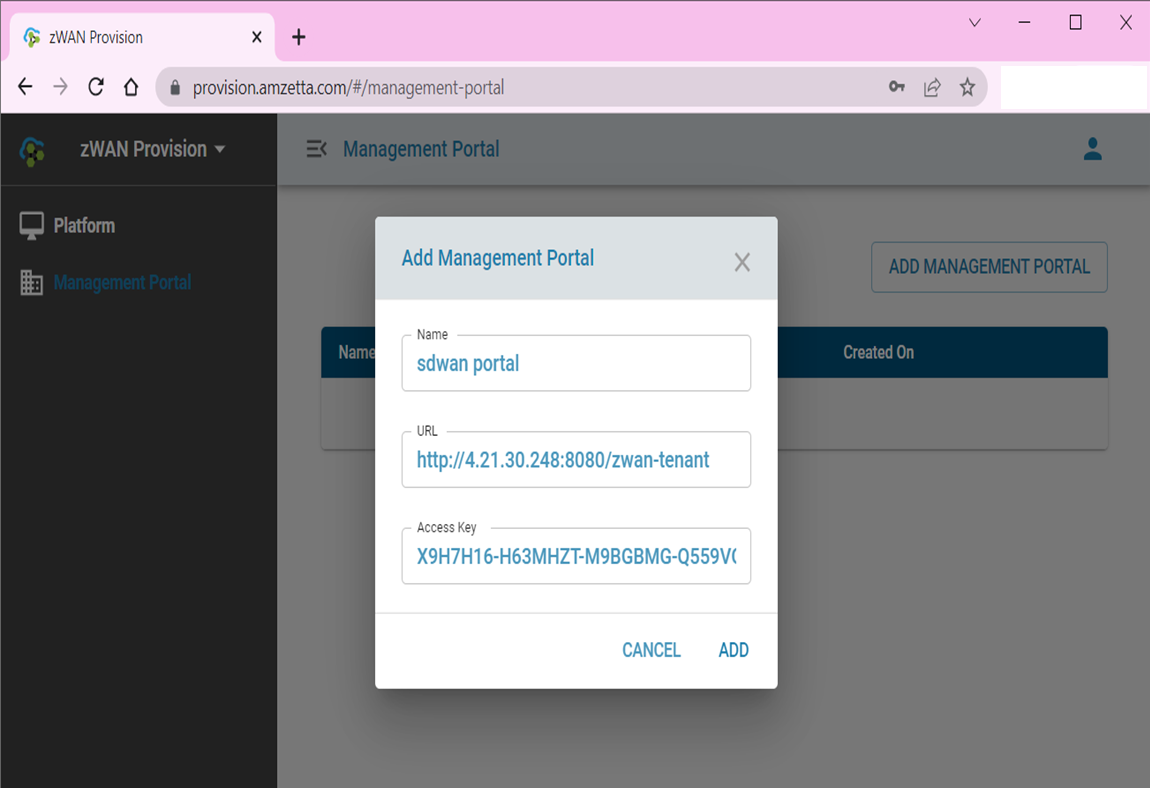 zWAN Provision
provision.amzetta.com/#/management-portal
zWAN Provision
Management Portal
Platform
Management Portal
ADD MANAGEMENT PORTAL
Name
Created On
Add Management Portal
Name
sdwan portal
URL
http://4.21.30.248:8080/zwan-tenant
Access Key
X9H7H16-H63MHZT-M9BGBMG-Q559V
CANCEL ADD